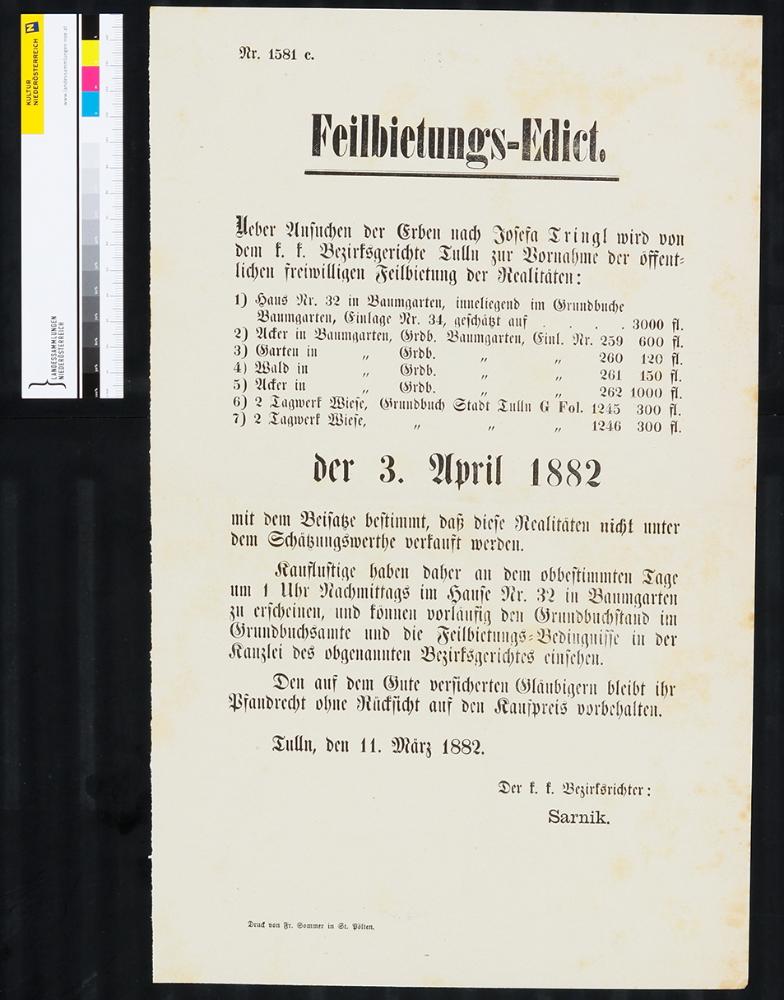 KULTUR
NIEDERÖSTERREICH
www.landessammlungen-noe.at
LANDESSAMMLUNGEN
NIEDERÖSTERREICH
Nr. 1581 c.
Feilbietungs-Edict.
Ueber Ansuchen der Erben nach Josefa Tringl wird von
dem k. k. Bezirksgerichte Tulln zur Vornahme der öffent-
lichen freiwilligen Feilbietung der Realitäten:
1) Haus Nr. 32 in Baumgarten, inneliegend im Grundbuche
Baumgarten, Einlage Nr. 34, geschätzt auf . . . . 3000 fl.
2) Acker in Baumgarten, Grdb. Baumgarten, Einl. Nr. 259 600 fl.
3) Garten in „ Grdb. „ „ 260 120 fl.
4) Wald in „ Grdb. „ „ 261 150 fl.
5) Acker in „ Grdb. „ „ 262 1000 fl.
6) 2 Tagwerk Wiese, Grundbuch Stadt Tulln G Fol. 1245 300 fl.
7) 2 Tagwerk Wiese, „ „ „ 1246 300 fl.
der 3. April 1882
mit dem Beisatze bestimmt, daß diese Realitäten nicht unter
dem Schätzungswerthe verkauft werden.
Kauflustige haben daher an dem obbestimmten Tage
um 1 Uhr Nachmittags im Hause Nr. 32 in Baumgarten
zu erscheinen, und können vorläufig den Grundbuchstand im
Grundbuchsamte und die Feilbietungs-Bedingnisse in der
Kanzlei des obgenannten Bezirksgerichtes einsehen.
Den auf dem Gute versicherten Gläubigern bleibt ihr
Pfandrecht ohne Rücksicht auf den Kaufpreis vorbehalten.
Tulln, den 11. März 1882.
Der k. k. Bezirksrichter:
Sarnik.
Druck von Fr. Sommer in St. Pölten.